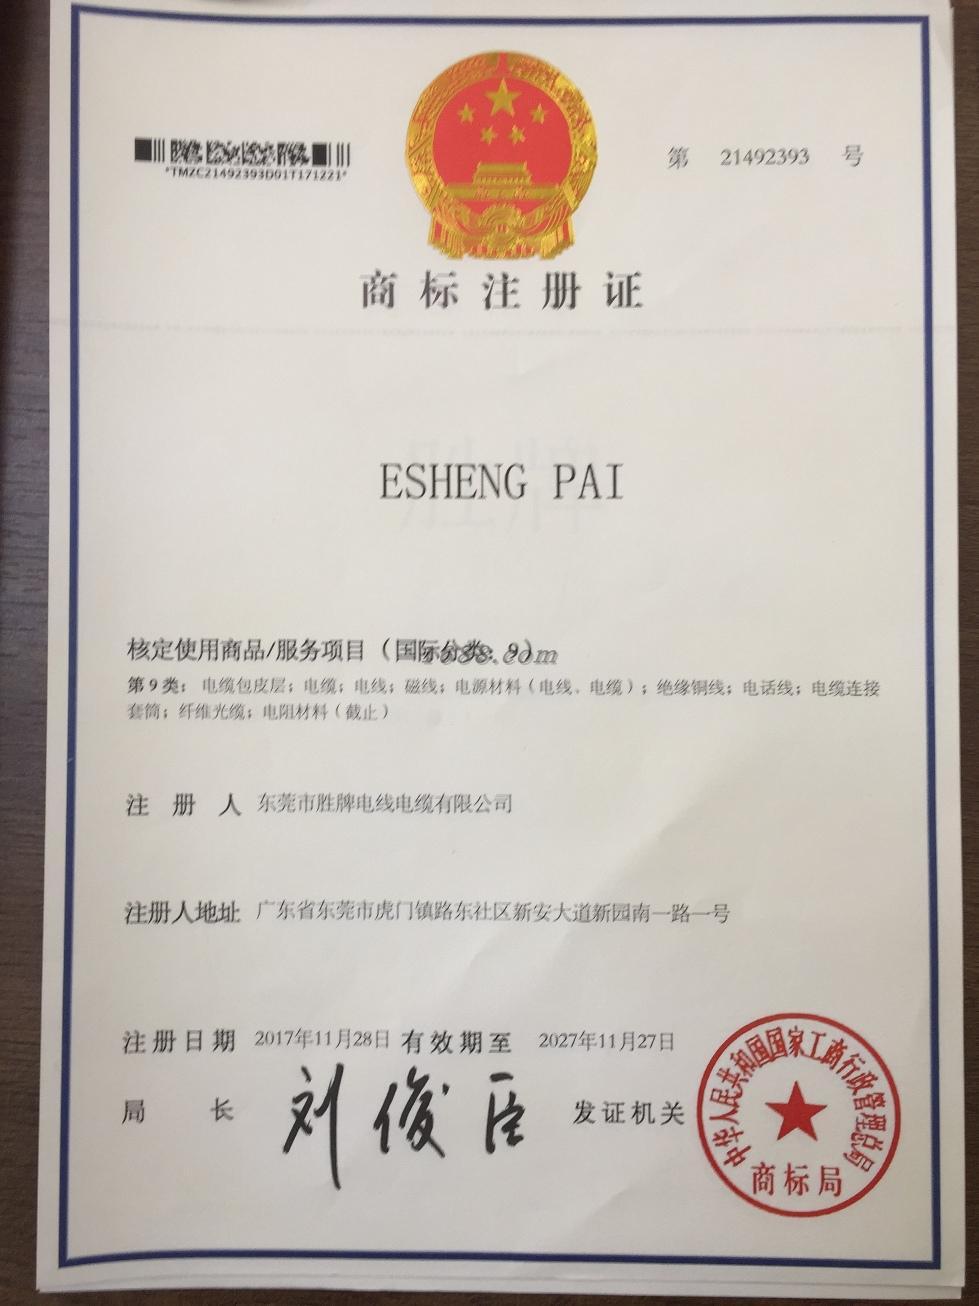 *TMZC21492393D01T171221*
第 21492393 号
商标注册证
ESHENG PAI
核定使用商品/服务项目（国际分类：9）
第9类：电缆包皮层；电缆；电线；磁线；电源材料（电线、电缆）；绝缘铜线；电话线；电缆连接
套筒；纤维光缆；电阻材料（截止）
注册人 东莞市胜牌电线电缆有限公司
注册人地址 广东省东莞市虎门镇路东社区新安大道新园南一路一号
注册日期 2017年11月28日 有效期至 2027年11月27日
局长 刘俊臣 发证机关
中华人民共和国国家工商行政管理总局
商标局